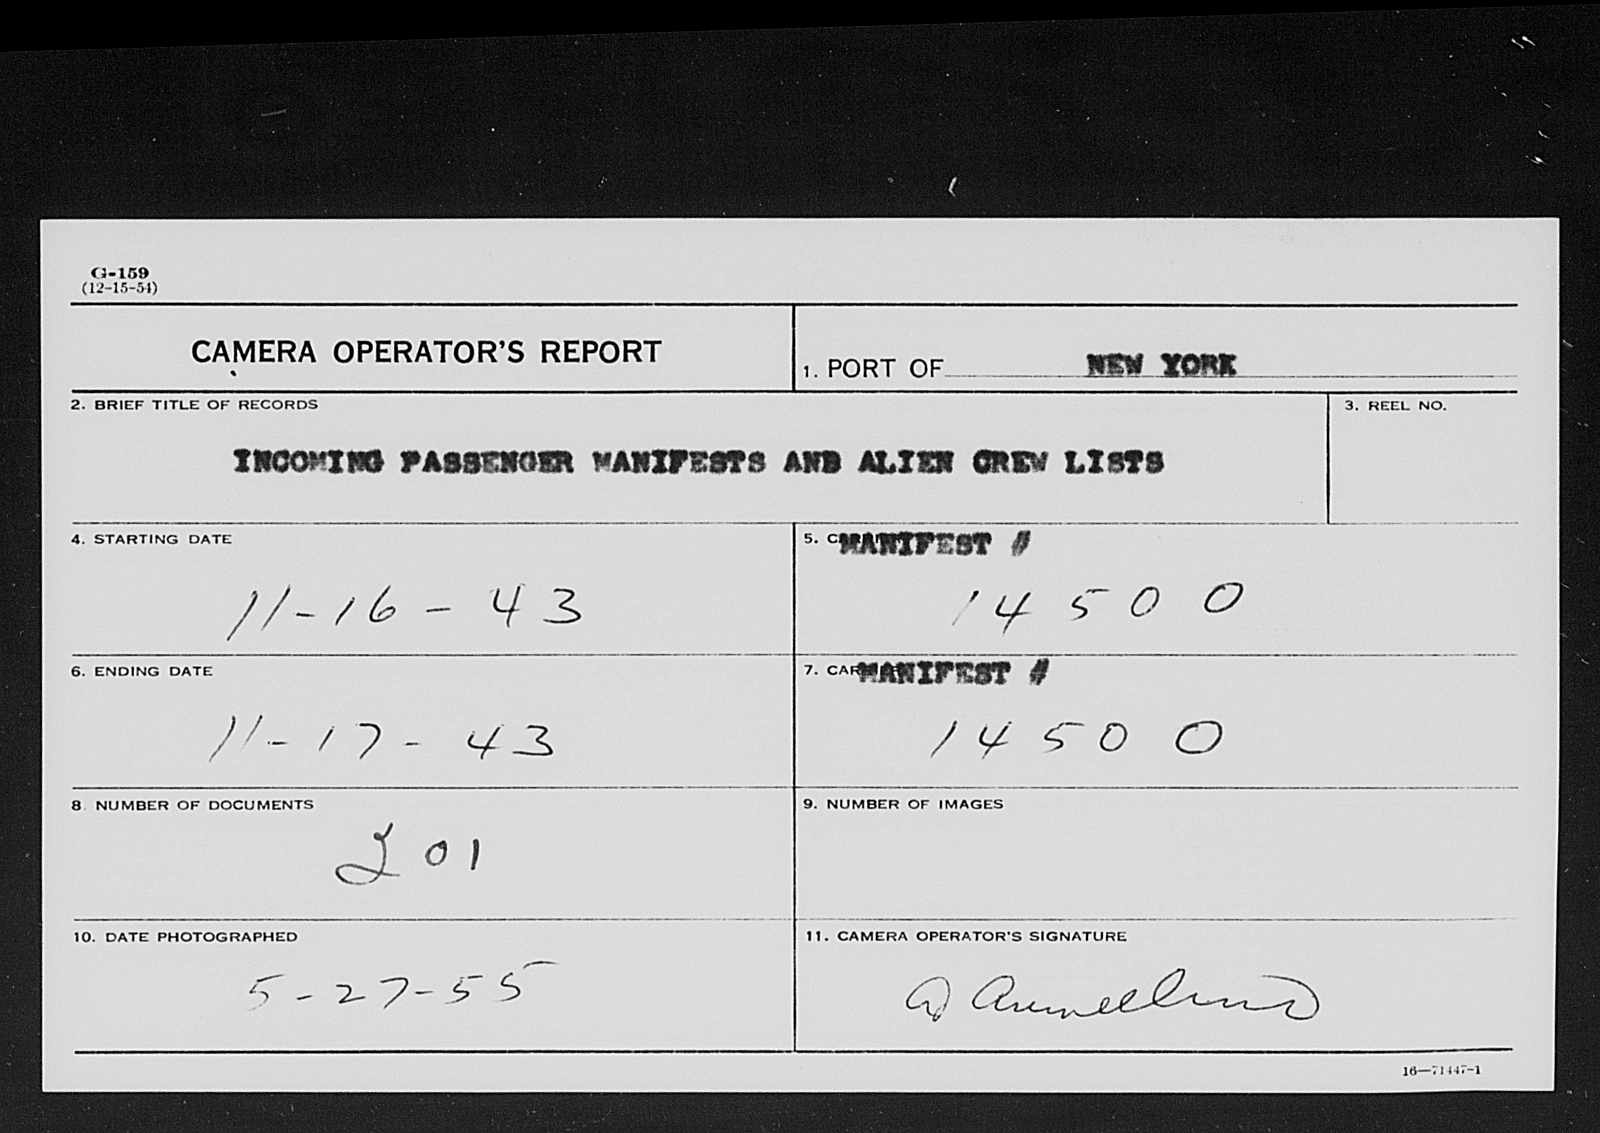 G-159
(12-15-54)
CAMERA OPERATOR'S REPORT
1. PORT OF NEW YORK
2. BRIEF TITLE OF RECORDS
3. REEL NO.
INCOMING PASSENGER MANIFESTS AND ALIEN CREW LISTS
4. STARTING DATE
5. MANIFEST #
11-16-43
14500
6. ENDING DATE
7. MANIFEST #
11-17-43
14500
8. NUMBER OF DOCUMENTS
9. NUMBER OF IMAGES
201
10. DATE PHOTOGRAPHED
11. CAMERA OPERATOR'S SIGNATURE
5-27-55
16—71447-1